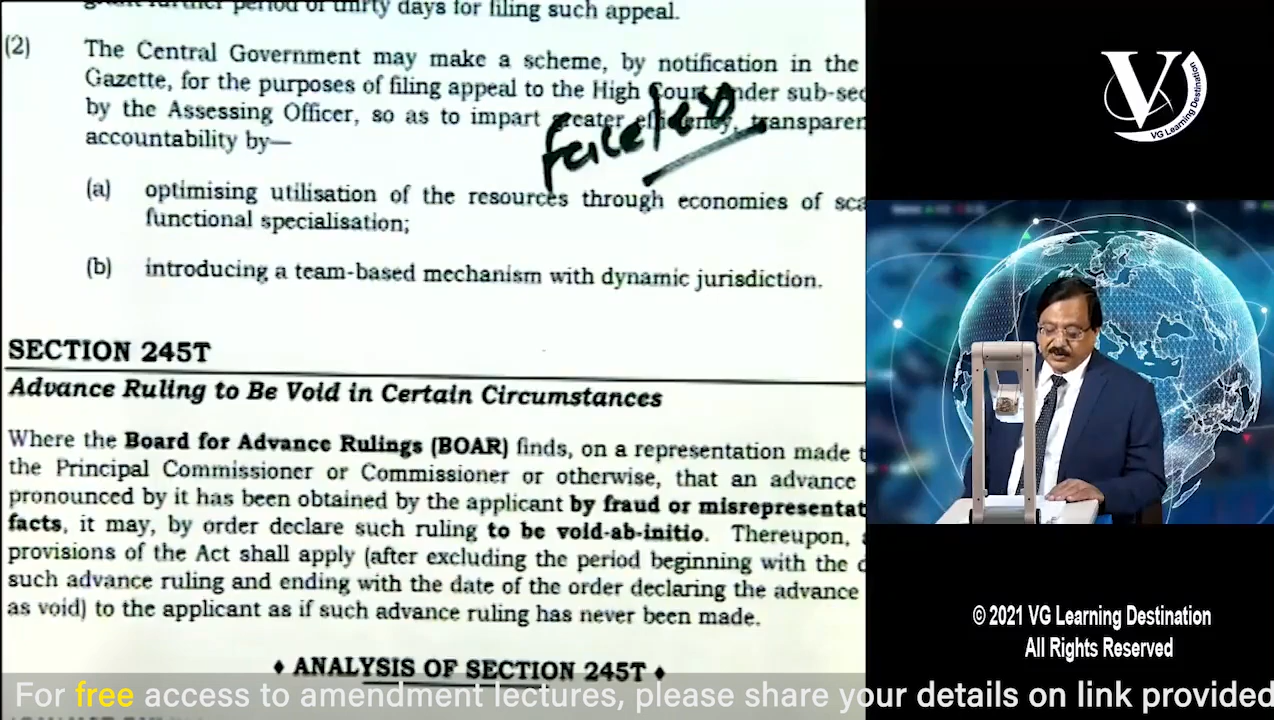 grant further period of thirty days for filing such appeal.
(2) The Central Government may make a scheme, by notification in the
Gazette, for the purposes of filing appeal to the High Court under sub-sec
by the Assessing Officer, so as to impart greater efficiency, transparen
faceless
accountability by—
(a) optimising utilisation of the resources through economies of sca
functional specialisation;
(b) introducing a team-based mechanism with dynamic jurisdiction.
SECTION 245T
Advance Ruling to Be Void in Certain Circumstances
Where the Board for Advance Rulings (BOAR) finds, on a representation made t
the Principal Commissioner or Commissioner or otherwise, that an advance
pronounced by it has been obtained by the applicant by fraud or misrepresentat
facts, it may, by order declare such ruling to be void-ab-initio. Thereupon, a
provisions of the Act shall apply (after excluding the period beginning with the d
such advance ruling and ending with the date of the order declaring the advance
as void) to the applicant as if such advance ruling has never been made.
♦ ANALYSIS OF SECTION 245T ♦
V
VG Learning Destination
© 2021 VG Learning Destination
All Rights Reserved
For free access to amendment lectures, please share your details on link provided